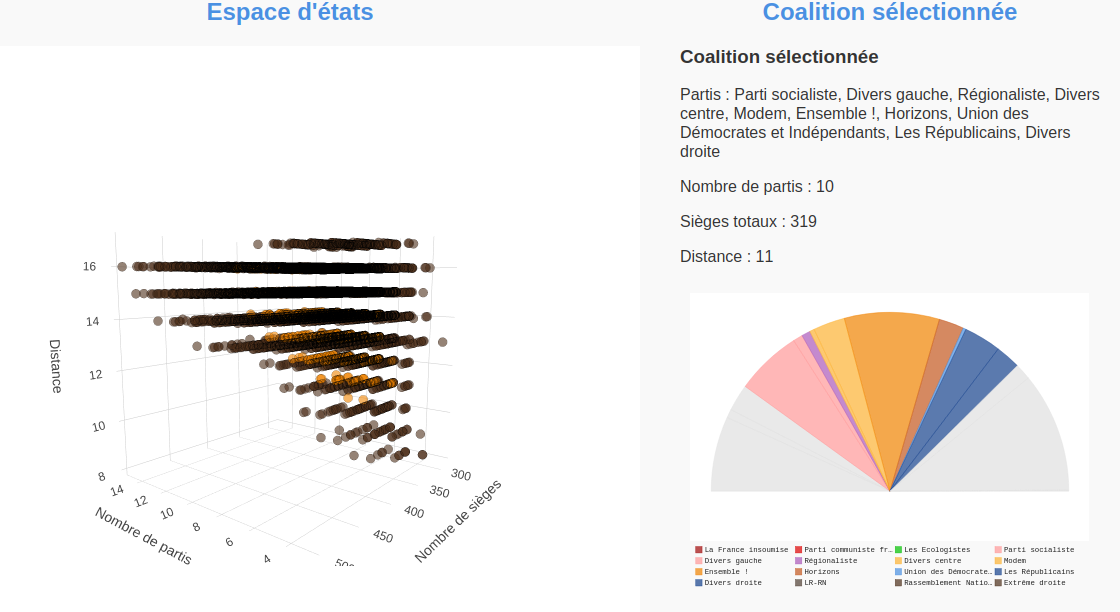 Espace d'états
Coalition sélectionnée
Coalition sélectionnée
Partis : Parti socialiste, Divers gauche, Régionaliste, Divers
centre, Modem, Ensemble !, Horizons, Union des
Démocrates et Indépendants, Les Républicains, Divers
droite
Nombre de partis : 10
Sièges totaux : 319
Distance : 11
16
14
12
10
8
Distance
14
12
10
8
6
4
Nombre de partis
300
350
400
450
Nombre de sièges
La France insoumise
Parti communiste fr…
Les Ecologistes
Parti socialiste
Divers gauche
Régionaliste
Divers centre
Modem
Ensemble !
Horizons
Union des Démocrate…
Les Républicains
Divers droite
LR-RN
Rassemblement Natio…
Extrême droite